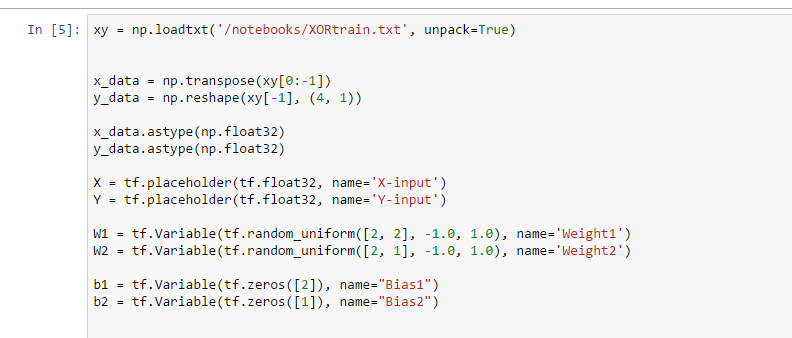 In [5]: xy = np.loadtxt('/notebooks/XORtrain.txt', unpack=True)
x_data = np.transpose(xy[0:-1])
y_data = np.reshape(xy[-1], (4, 1))
x_data.astype(np.float32)
y_data.astype(np.float32)
X = tf.placeholder(tf.float32, name='X-input')
Y = tf.placeholder(tf.float32, name='Y-input')
W1 = tf.Variable(tf.random_uniform([2, 2], -1.0, 1.0), name='Weight1')
W2 = tf.Variable(tf.random_uniform([2, 1], -1.0, 1.0), name='Weight2')
b1 = tf.Variable(tf.zeros([2]), name="Bias1")
b2 = tf.Variable(tf.zeros([1]), name="Bias2")